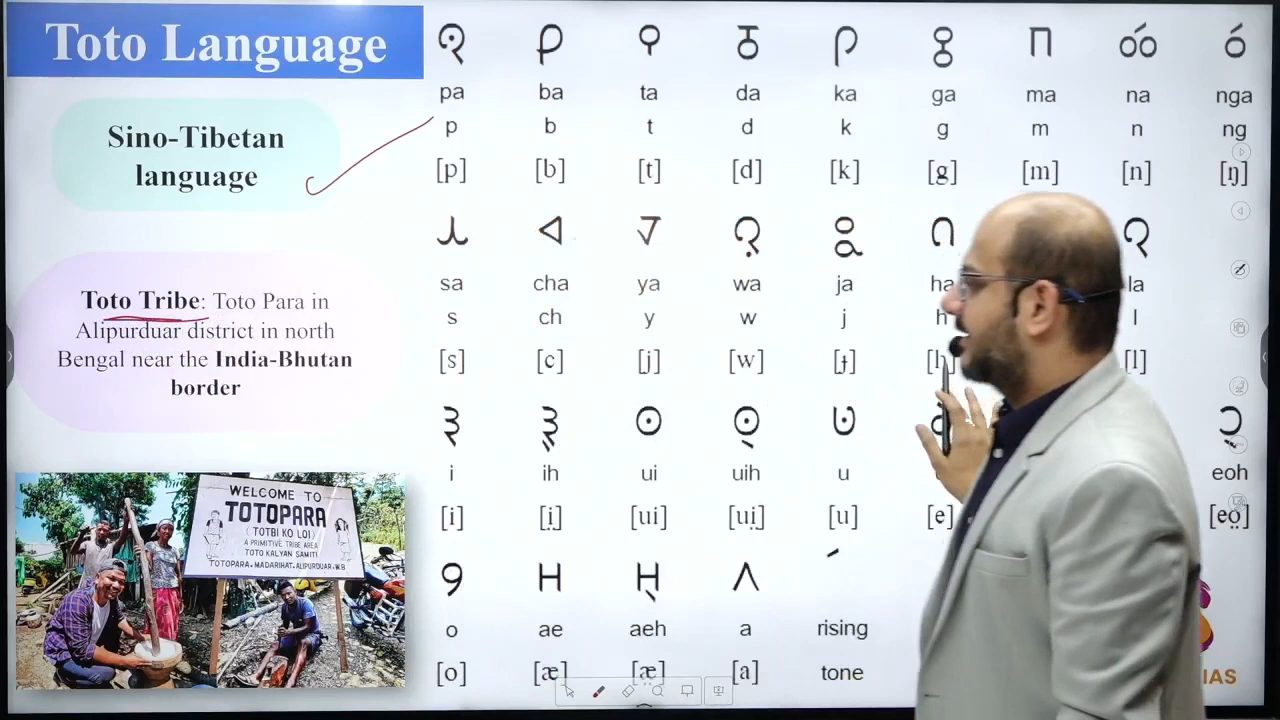 Toto Language
Sino-Tibetan
language
Toto Tribe: Toto Para in
Alipurduar district in north
Bengal near the India-Bhutan
border
WELCOME TO
TOTOPARA
(TOTBI KO LOI)
A PRIMITIVE TRIBE AREA
TOTO KALYAN SAMITI
TOTOPARA. MADARIHAT. ALIPURDUAR. W.B
𞊐 𞊑 𞊒 𞊓 𞊔 𞊕 𞊖 𞊗 𞊘
pa ba ta da ka ga ma na nga
p b t d k g m n ng
[p] [b] [t] [d] [k] [g] [m] [n] [ŋ]
𞊙 𞊚 𞊛 𞊜 𞊝 𞊞 𞊠
sa cha ya wa ja ha la
s ch y w j h l
[s] [c] [j] [w] [ɟ] [h] [l]
𞊡 𞊢 𞊣 𞊤 𞊥 𞊩
i ih ui uih u eoh
[i] [i̤] [ui] [ui̤] [u] [e] [eo̤]
𞊪 𞊫 𞊬 𞊭 ˊ
o ae aeh a rising
[o] [æ] [æ̤] [a] tone
IAS